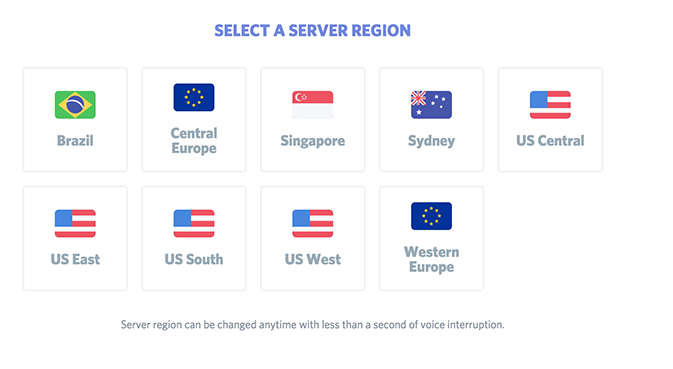 SELECT A SERVER REGION
Brazil
Central
Europe
Singapore
Sydney
US Central
US East
US South
US West
Western
Europe
Server region can be changed anytime with less than a second of voice interruption.